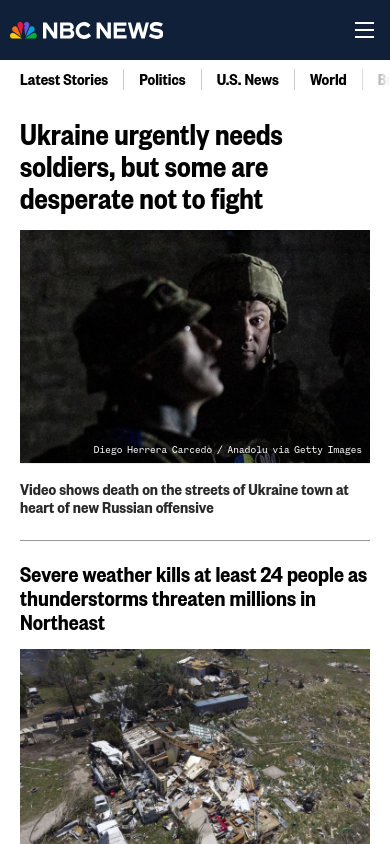 NBC NEWS
Latest Stories
Politics
U.S. News
World
Ukraine urgently needs
soldiers, but some are
desperate not to fight
Diego Herrera Carcedo / Anadolu via Getty Images
Video shows death on the streets of Ukraine town at
heart of new Russian offensive
Severe weather kills at least 24 people as
thunderstorms threaten millions in
Northeast